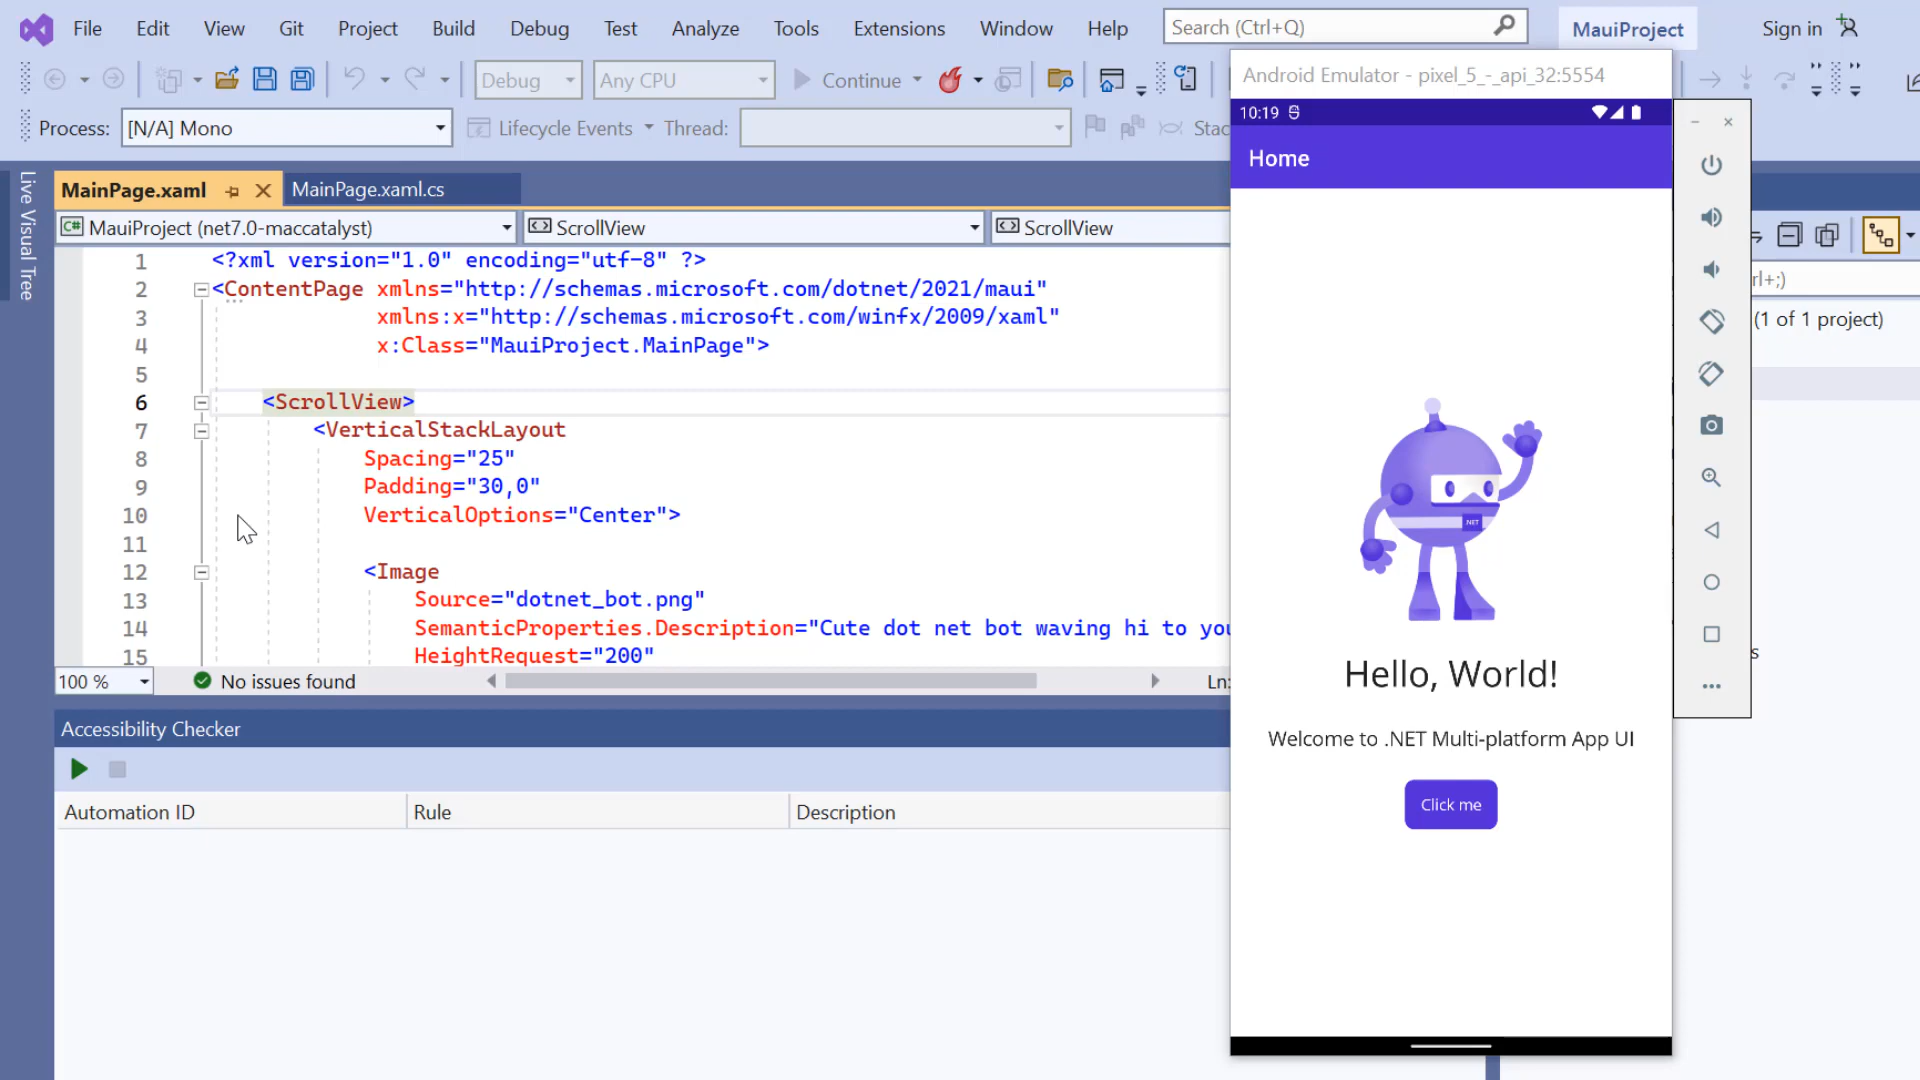 File Edit View Git Project Build Debug Test Analyze Tools Extensions Window Help Search (Ctrl+Q) MauiProject Sign in
Debug Any CPU Continue
Process: [N/A] Mono Lifecycle Events Thread: Stac
Live Visual Tree
MainPage.xaml MainPage.xaml.cs
C# MauiProject (net7.0-maccatalyst) ScrollView ScrollView
1 <?xml version="1.0" encoding="utf-8" ?>
2 <ContentPage xmlns="http://schemas.microsoft.com/dotnet/2021/maui"
3 xmlns:x="http://schemas.microsoft.com/winfx/2009/xaml"
4 x:Class="MauiProject.MainPage">
5
6 <ScrollView>
7 <VerticalStackLayout
8 Spacing="25"
9 Padding="30,0"
10 VerticalOptions="Center">
11
12 <Image
13 Source="dotnet_bot.png"
14 SemanticProperties.Description="Cute dot net bot waving hi to you
15 HeightRequest="200"
100 % No issues found Ln:
Accessibility Checker
Automation ID Rule Description
Android Emulator - pixel_5_-_api_32:5554
10:19
Home
.NET
Hello, World!
Welcome to .NET Multi-platform App UI
Click me
rl+;)
(1 of 1 project)
s